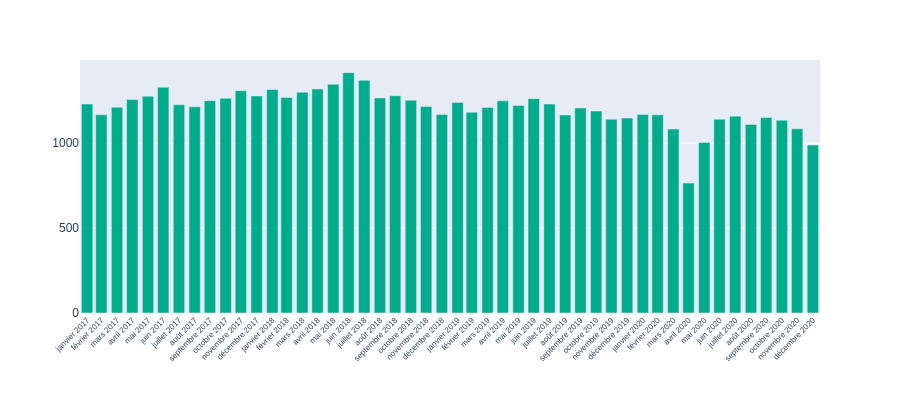 1000
500
0
janvier 2017
février 2017
mars 2017
avril 2017
mai 2017
juin 2017
juillet 2017
août 2017
septembre 2017
octobre 2017
novembre 2017
décembre 2017
janvier 2018
février 2018
mars 2018
avril 2018
mai 2018
juin 2018
juillet 2018
août 2018
septembre 2018
octobre 2018
novembre 2018
décembre 2018
janvier 2019
février 2019
mars 2019
avril 2019
mai 2019
juin 2019
juillet 2019
août 2019
septembre 2019
octobre 2019
novembre 2019
décembre 2019
janvier 2020
février 2020
mars 2020
avril 2020
mai 2020
juin 2020
juillet 2020
août 2020
septembre 2020
octobre 2020
novembre 2020
décembre 2020